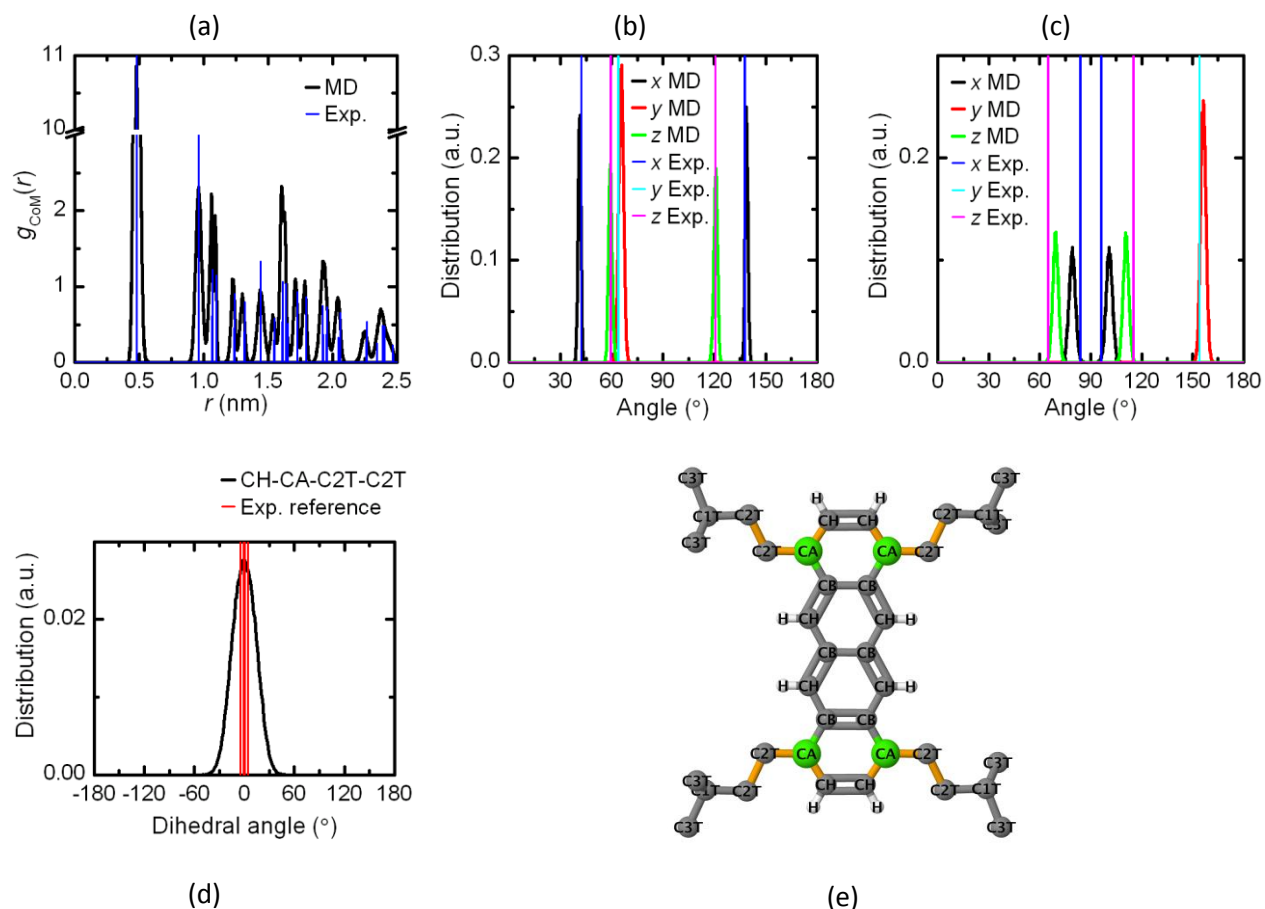 (a)
11
10
2
1
0
g_CoM(r)
MD
Exp.
0.0 0.5 1.0 1.5 2.0 2.5
r (nm)
(b)
0.3
0.2
0.1
0.0
Distribution (a.u.)
x MD
y MD
z MD
x Exp.
y Exp.
z Exp.
0 30 60 90 120 150 180
Angle (°)
(c)
0.2
0.0
Distribution (a.u.)
x MD
y MD
z MD
x Exp.
y Exp.
z Exp.
0 30 60 90 120 150 180
Angle (°)
CH-CA-C2T-C2T
Exp. reference
0.02
0.00
Distribution (a.u.)
-180 -120 -60 0 60 120 180
Dihedral angle (°)
(d)
C3T C3T
H H
C1T C2T CH CH C2T C1T
C3T C3T
C2T CA CA C2T
CB CB
H CH CH H
CB CB
H CH CH H
CB CB
C2T CA CA C2T
C3T C3T
C1T C2T CH CH C2T C1T
H H
C3T C3T
(e)